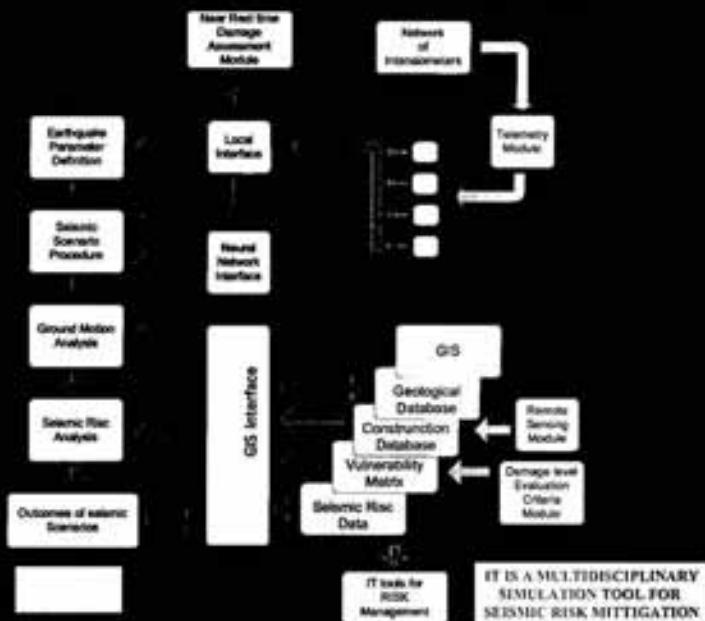 Near Real time
Damage
Assessment
Module
Network
of
Intensometers
Earthquake
Parameter
Definition
Local
Interface
Telemetry
Module
Seismic
Scenario
Procedure
Neural
Network
Interface
Ground Motion
Analysis
GIS
Geological
Database
GIS Interface
Construnction
Database
Remote
Sensing
Module
Seismic Risc
Analysis
Vulnerability
Matrix
Damage level
Evaluation
Criteria
Module
Outcomes of seismic
Scenarios
Seismic Risc
Data
IT tools for
RISK
Management
IT IS A MULTIDISCIPLINARY
SIMULATION TOOL FOR
SEISMIC RISK MITTIGATION